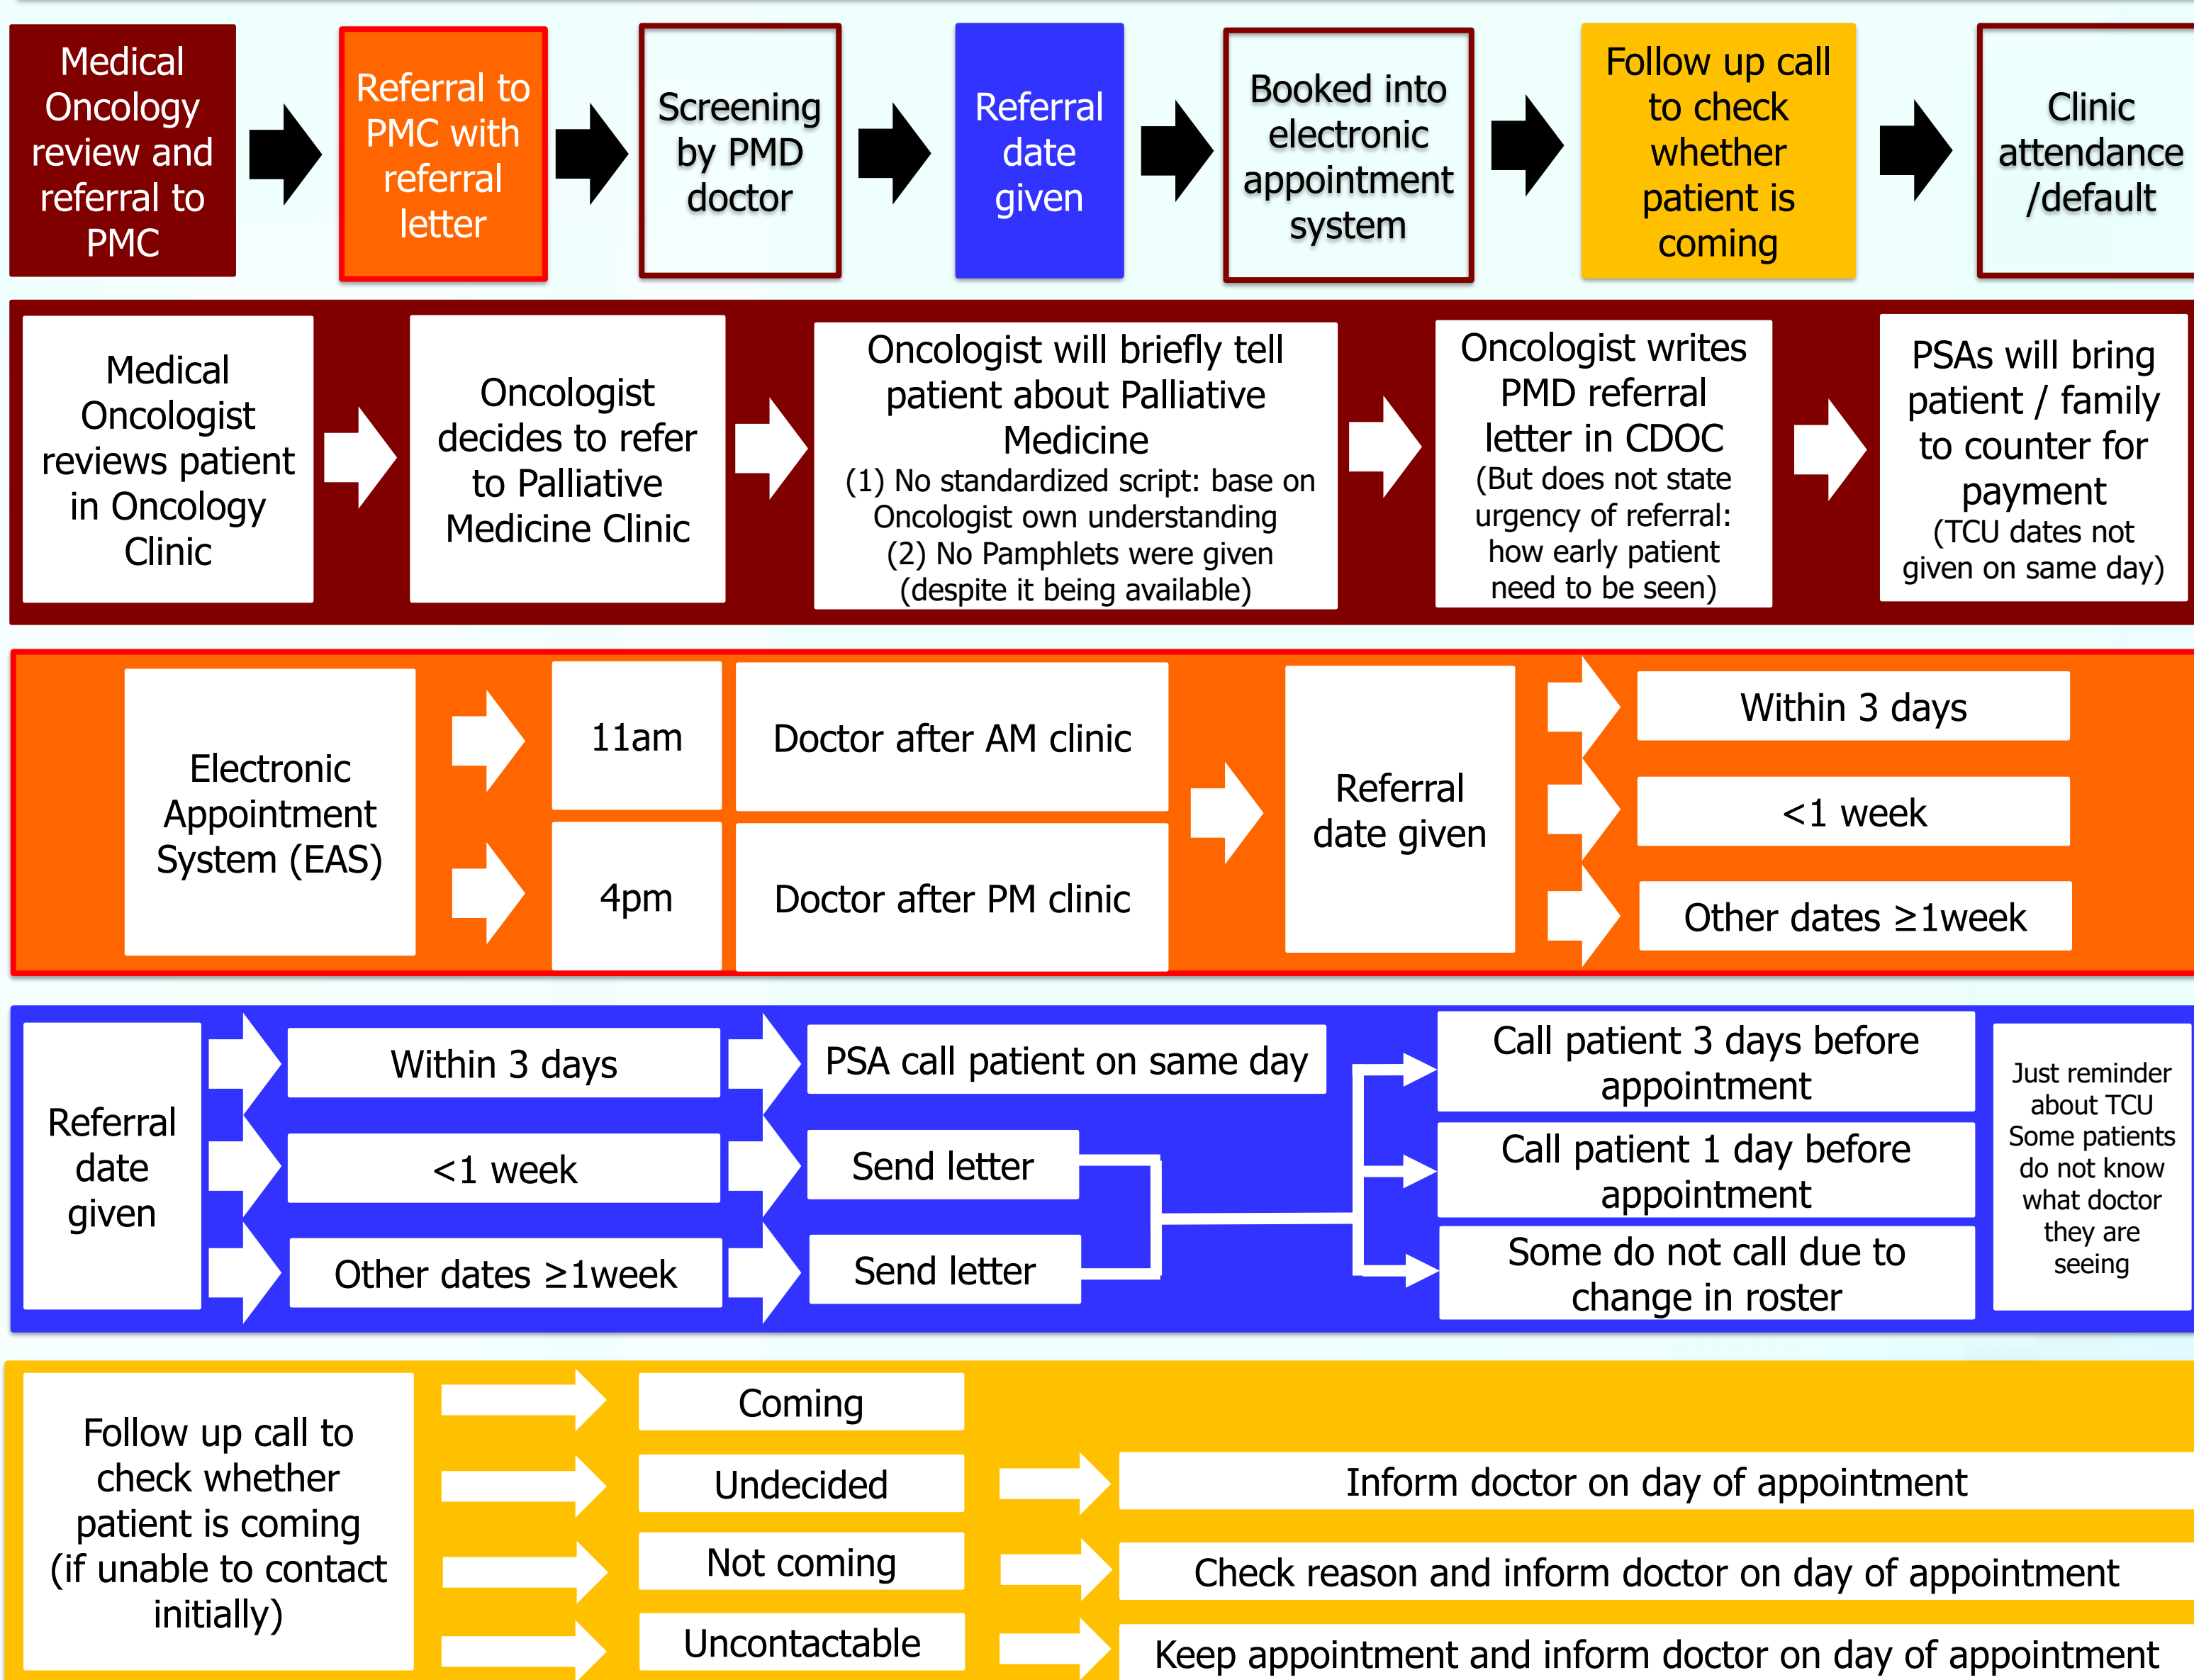 Medical
Oncology
review and
referral to
PMC
Referral to
PMC with
referral
letter
Screening
by PMD
doctor
Referral
date
given
Booked into
electronic
appointment
system
Follow up call
to check
whether
patient is
coming
Clinic
attendance
/default
Medical
Oncologist
reviews patient
in Oncology
Clinic
Oncologist
decides to refer
to Palliative
Medicine Clinic
Oncologist will briefly tell
patient about Palliative
Medicine
(1) No standardized script: base on
Oncologist own understanding
(2) No Pamphlets were given
(despite it being available)
Oncologist writes
PMD referral
letter in CDOC
(But does not state
urgency of referral:
how early patient
need to be seen)
PSAs will bring
patient / family
to counter for
payment
(TCU dates not
given on same day)
Electronic
Appointment
System (EAS)
11am
Doctor after AM clinic
4pm
Doctor after PM clinic
Referral
date given
Within 3 days
<1 week
Other dates ≥1week
Referral
date
given
Within 3 days
<1 week
Other dates ≥1week
PSA call patient on same day
Send letter
Send letter
Call patient 3 days before
appointment
Call patient 1 day before
appointment
Some do not call due to
change in roster
Just reminder
about TCU
Some patients
do not know
what doctor
they are
seeing
Follow up call to
check whether
patient is coming
(if unable to contact
initially)
Coming
Undecided
Inform doctor on day of appointment
Not coming
Check reason and inform doctor on day of appointment
Uncontactable
Keep appointment and inform doctor on day of appointment